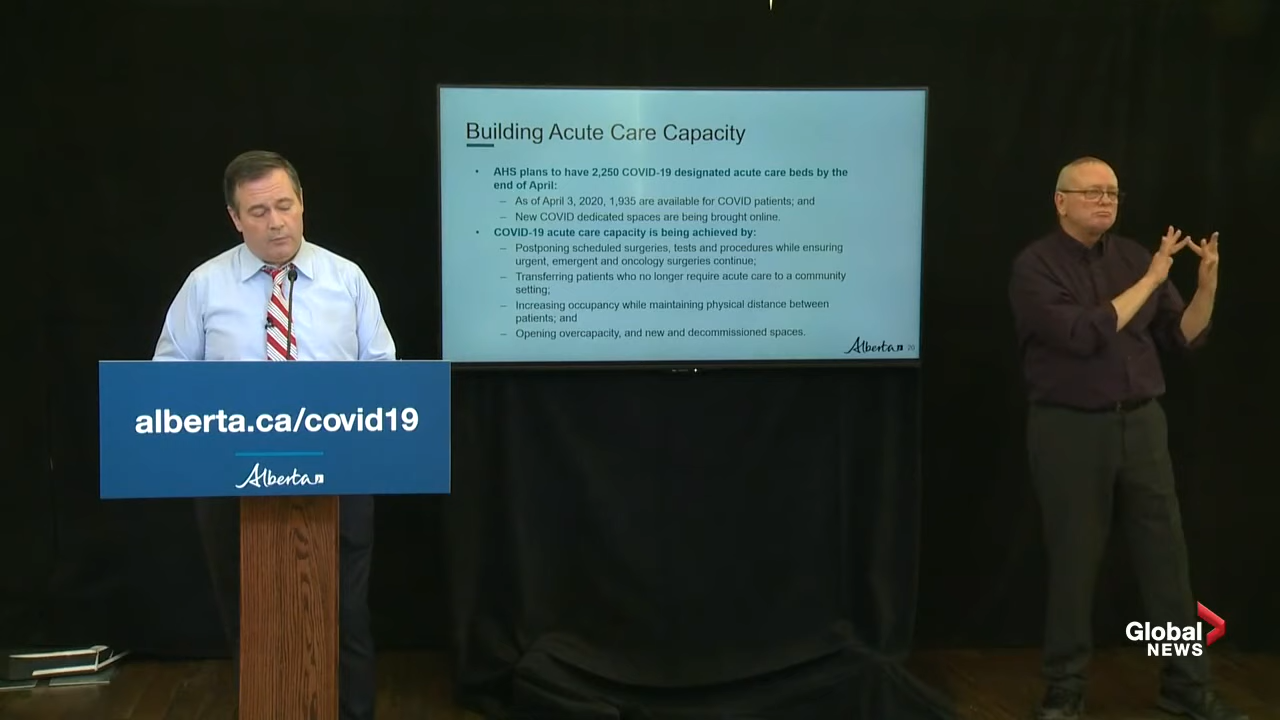 Building Acute Care Capacity
• AHS plans to have 2,250 COVID-19 designated acute care beds by the
end of April:
– As of April 3, 2020, 1,935 are available for COVID patients; and
– New COVID dedicated spaces are being brought online.
• COVID-19 acute care capacity is being achieved by:
– Postponing scheduled surgeries, tests and procedures while ensuring
urgent, emergent and oncology surgeries continue;
– Transferring patients who no longer require acute care to a community
setting;
– Increasing occupancy while maintaining physical distance between
patients; and
– Opening overcapacity, and new and decommissioned spaces.
Alberta 20
alberta.ca/covid19
Alberta
Global
NEWS